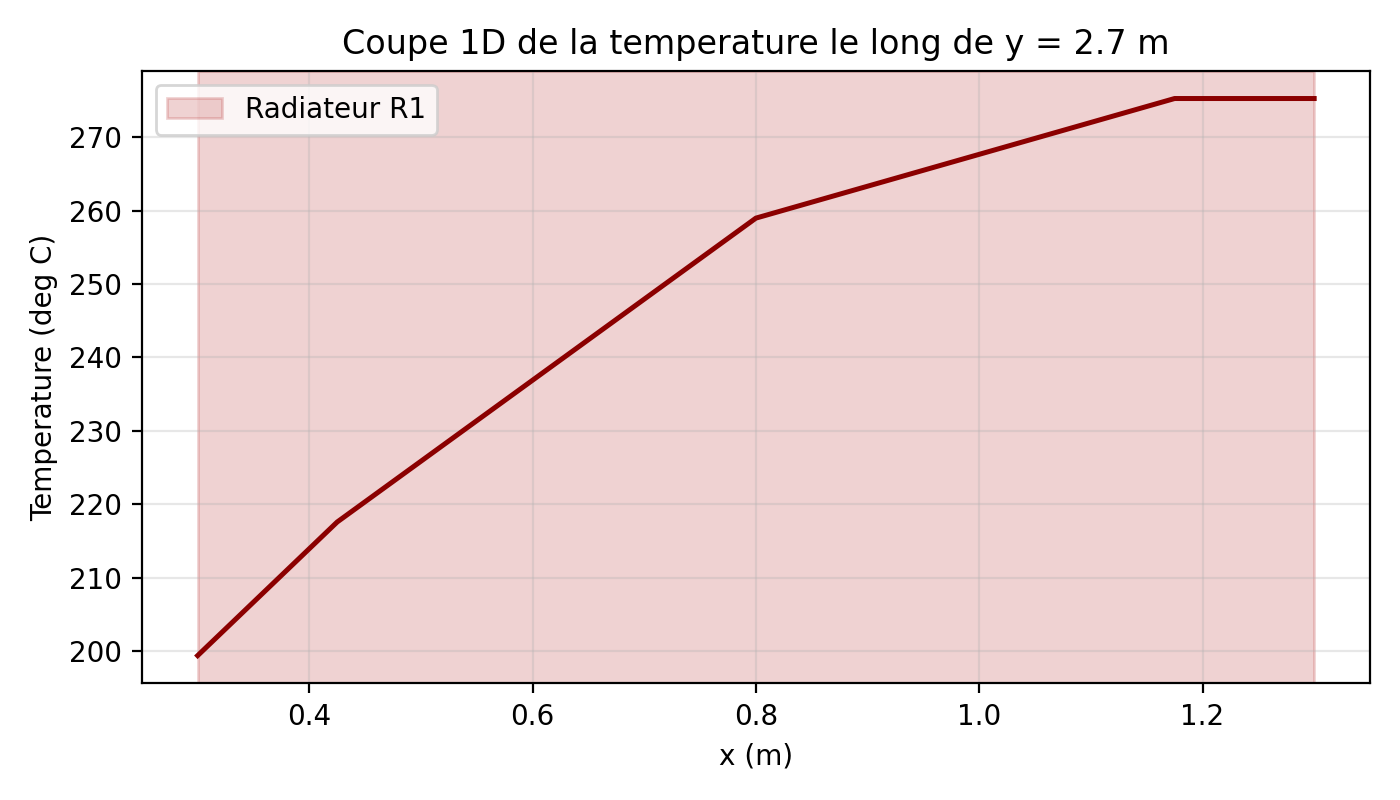 Coupe 1D de la temperature le long de y = 2.7 m
Radiateur R1
Temperature (deg C)
270
260
250
240
230
220
210
200
0.4 0.6 0.8 1.0 1.2
x (m)